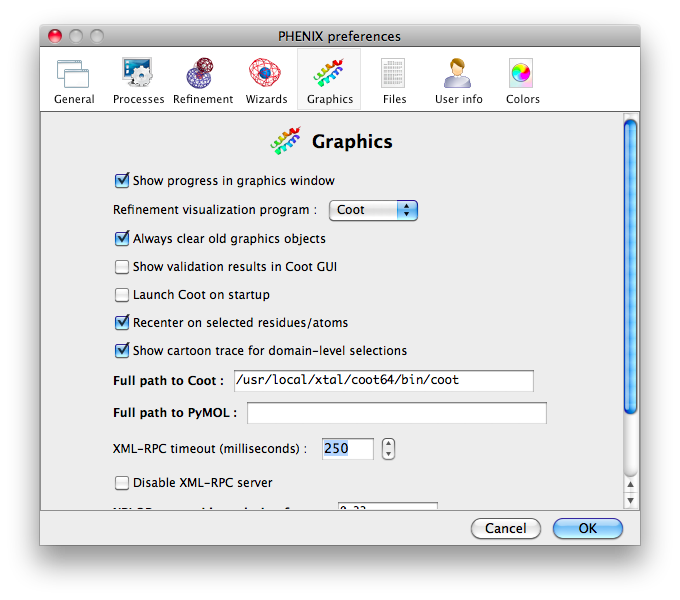 PHENIX preferences
General Processes Refinement Wizards Graphics Files User info Colors
Graphics
Show progress in graphics window
Refinement visualization program : Coot
Always clear old graphics objects
Show validation results in Coot GUI
Launch Coot on startup
Recenter on selected residues/atoms
Show cartoon trace for domain-level selections
Full path to Coot : /usr/local/xtal/coot64/bin/coot
Full path to PyMOL :
XML-RPC timeout (milliseconds) : 250
Disable XML-RPC server
Cancel OK